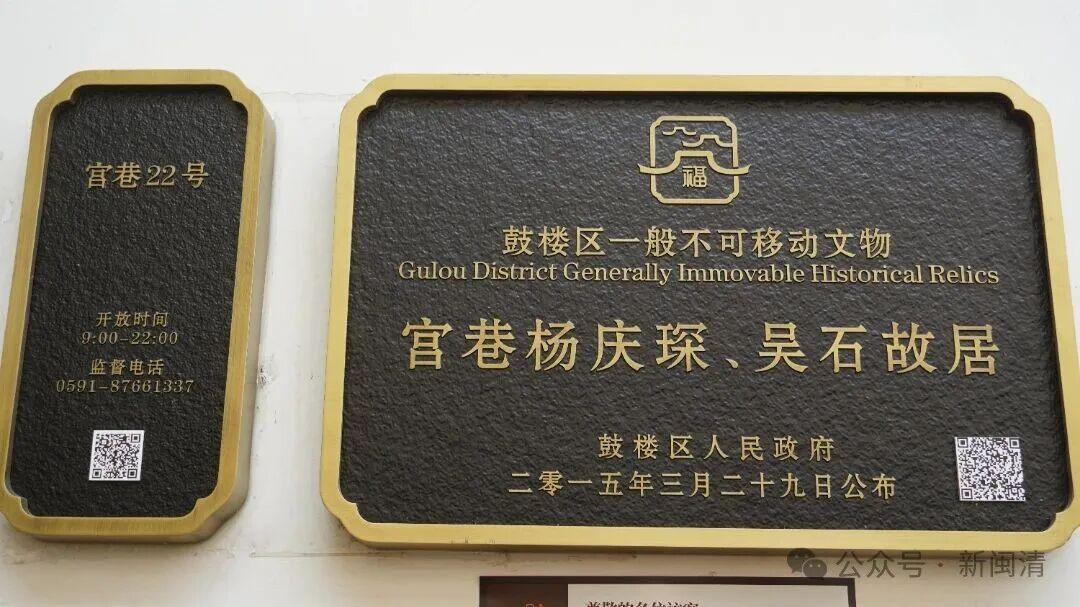 宫巷22号
开放时间
9:00-22:00
监督电话
0591-87661337
福
鼓楼区一般不可移动文物
Gulou District Generally Immovable Historical Relics
宫巷杨庆琛、吴石故居
鼓楼区人民政府
二零一五年三月二十九日公布
公众号·新闽清